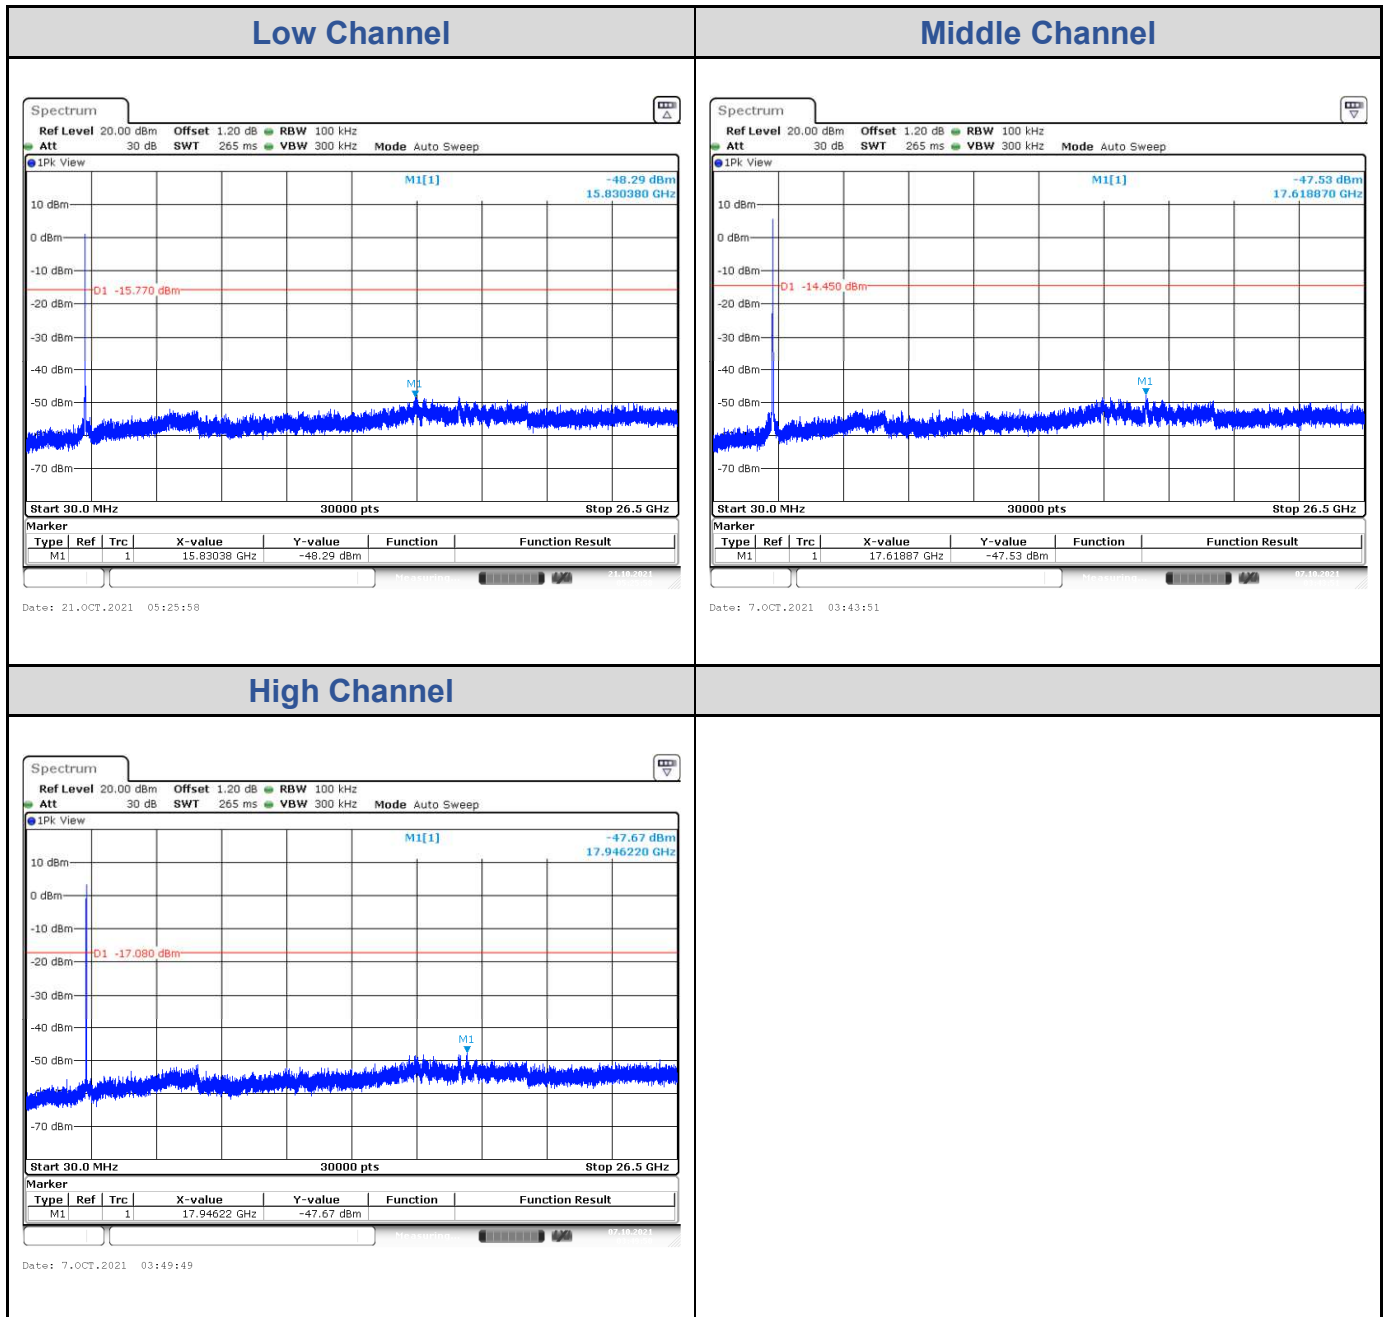 Low Channel
Middle Channel
Spectrum
Ref Level 20.00 dBm Offset 1.20 dB RBW 100 kHz
Att 30 dB SWT 265 ms VBW 300 kHz Mode Auto Sweep
1Pk View
M1[1] -48.29 dBm
15.830380 GHz
10 dBm
0 dBm
-10 dBm
D1 -15.770 dBm
-20 dBm
-30 dBm
-40 dBm
M1
-50 dBm
-70 dBm
Start 30.0 MHz 30000 pts Stop 26.5 GHz
Marker
Type Ref Trc X-value Y-value Function Function Result
M1 1 15.83038 GHz -48.29 dBm
Measuring 21.10.2021
Date: 21.OCT.2021 05:25:58
Spectrum
Ref Level 20.00 dBm Offset 1.20 dB RBW 100 kHz
Att 30 dB SWT 265 ms VBW 300 kHz Mode Auto Sweep
1Pk View
M1[1] -47.53 dBm
17.618870 GHz
10 dBm
0 dBm
-10 dBm
D1 -14.450 dBm
-20 dBm
-30 dBm
-40 dBm
M1
-50 dBm
-70 dBm
Start 30.0 MHz 30000 pts Stop 26.5 GHz
Marker
Type Ref Trc X-value Y-value Function Function Result
M1 1 17.61887 GHz -47.53 dBm
Measuring 07.10.2021
Date: 7.OCT.2021 03:43:51
High Channel
Spectrum
Ref Level 20.00 dBm Offset 1.20 dB RBW 100 kHz
Att 30 dB SWT 265 ms VBW 300 kHz Mode Auto Sweep
1Pk View
M1[1] -47.67 dBm
17.946220 GHz
10 dBm
0 dBm
-10 dBm
D1 -17.080 dBm
-20 dBm
-30 dBm
-40 dBm
M1
-50 dBm
-70 dBm
Start 30.0 MHz 30000 pts Stop 26.5 GHz
Marker
Type Ref Trc X-value Y-value Function Function Result
M1 1 17.94622 GHz -47.67 dBm
Measuring 07.10.2021
Date: 7.OCT.2021 03:49:49